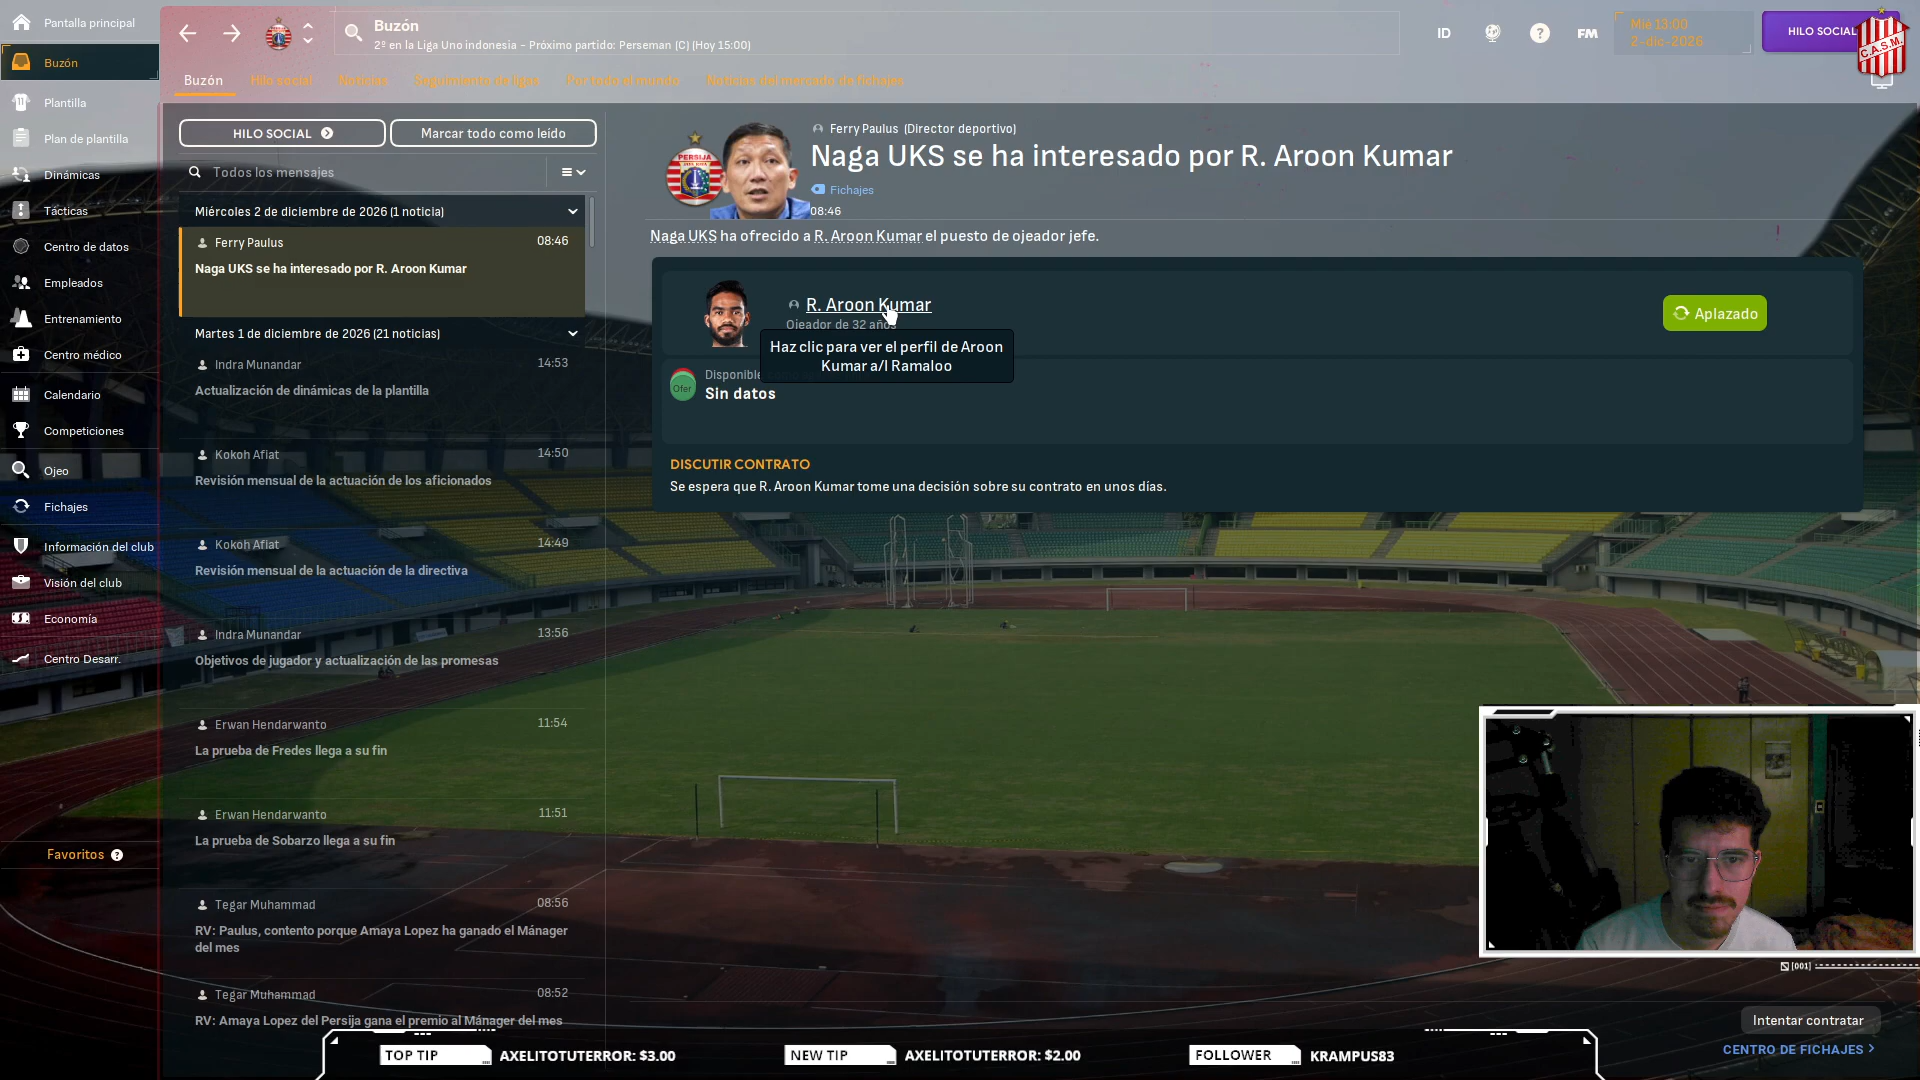 Pantalla principal
Buzón
Plantilla
Plan de plantilla
Dinámicas
Tácticas
Centro de datos
Empleados
Entrenamiento
Centro médico
Calendario
Competiciones
Ojeo
Fichajes
Información del club
Visión del club
Economía
Centro Desarr.
Favoritos
Buzón
2º en la Liga Uno indonesia - Próximo partido: Perseman (C) (Hoy 15:00)
ID
FM
Mié 13:00
2-dic-2026
HILO SOCIAL
C.A.S.M.
Buzón
Hilo social
Noticias
Seguimiento de ligas
Por todo el mundo
Noticias del mercado de fichajes
HILO SOCIAL
Marcar todo como leído
Todos los mensajes
Miércoles 2 de diciembre de 2026 (1 noticia)
Ferry Paulus 08:46
Naga UKS se ha interesado por R. Aroon Kumar
Martes 1 de diciembre de 2026 (21 noticias)
Indra Munandar 14:53
Actualización de dinámicas de la plantilla
Kokoh Afiat 14:50
Revisión mensual de la actuación de los aficionados
Kokoh Afiat 14:49
Revisión mensual de la actuación de la directiva
Indra Munandar 13:56
Objetivos de jugador y actualización de las promesas
Erwan Hendarwanto 11:54
La prueba de Fredes llega a su fin
Erwan Hendarwanto 11:51
La prueba de Sobarzo llega a su fin
Tegar Muhammad 08:56
RV: Paulus, contento porque Amaya Lopez ha ganado el Mánager
del mes
Tegar Muhammad 08:52
RV: Amaya Lopez del Persija gana el premio al Mánager del mes
PERSIJA
Ferry Paulus (Director deportivo)
Naga UKS se ha interesado por R. Aroon Kumar
Fichajes
08:46
Naga UKS ha ofrecido a R. Aroon Kumar el puesto de ojeador jefe.
R. Aroon Kumar
Ojeador de 32 años
Aplazado
Haz clic para ver el perfil de Aroon
Kumar a/l Ramaloo
Ofer
Disponible
Sin datos
DISCUTIR CONTRATO
Se espera que R. Aroon Kumar tome una decisión sobre su contrato en unos días.
[001]
Intentar contratar
CENTRO DE FICHAJES
TOP TIP
AXELITOTUTERROR: $3.00
NEW TIP
AXELITOTUTERROR: $2.00
FOLLOWER
KRAMPUS83